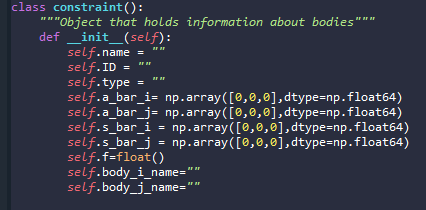 class constraint():
    """Object that holds information about bodies"""
    def __init__(self):
        self.name = ""
        self.ID = ""
        self.type = ""
        self.a_bar_i= np.array([0,0,0],dtype=np.float64)
        self.a_bar_j= np.array([0,0,0],dtype=np.float64)
        self.s_bar_i = np.array([0,0,0],dtype=np.float64)
        self.s_bar_j = np.array([0,0,0],dtype=np.float64)
        self.f=float()
        self.body_i_name=""
        self.body_j_name=""